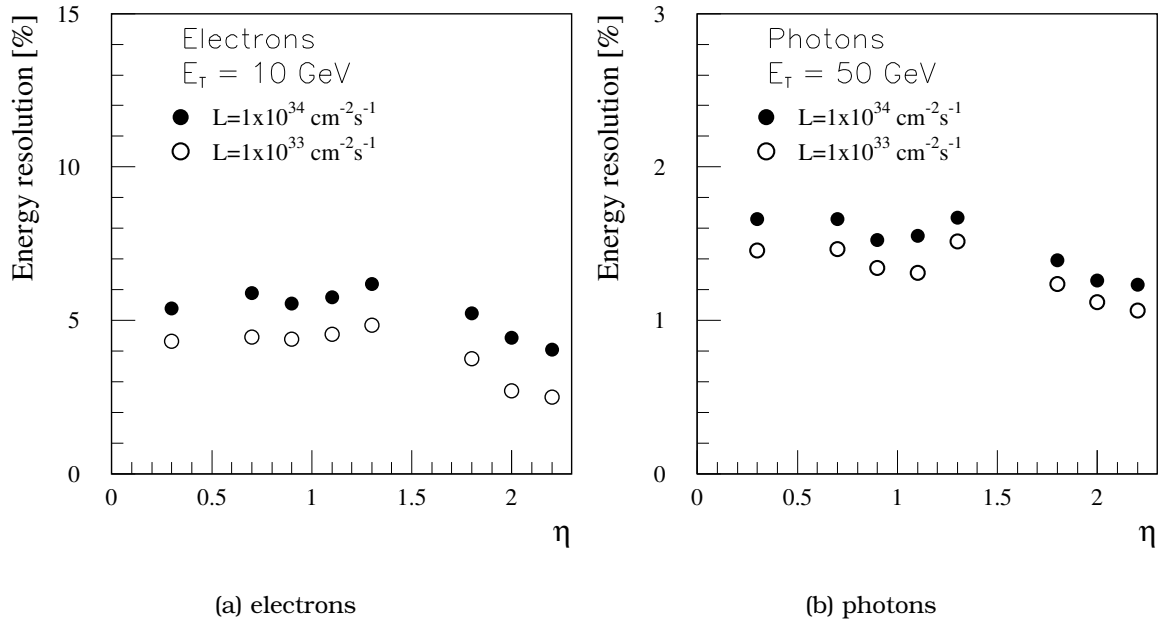 Energy resolution [%]
15
10
5
0
Electrons
E_T = 10 GeV
L=1x10^34 cm^-2s^-1
L=1x10^33 cm^-2s^-1
0 0.5 1 1.5 2
η
(a) electrons
Energy resolution [%]
3
2
1
0
Photons
E_T = 50 GeV
L=1x10^34 cm^-2s^-1
L=1x10^33 cm^-2s^-1
0 0.5 1 1.5 2
η
(b) photons